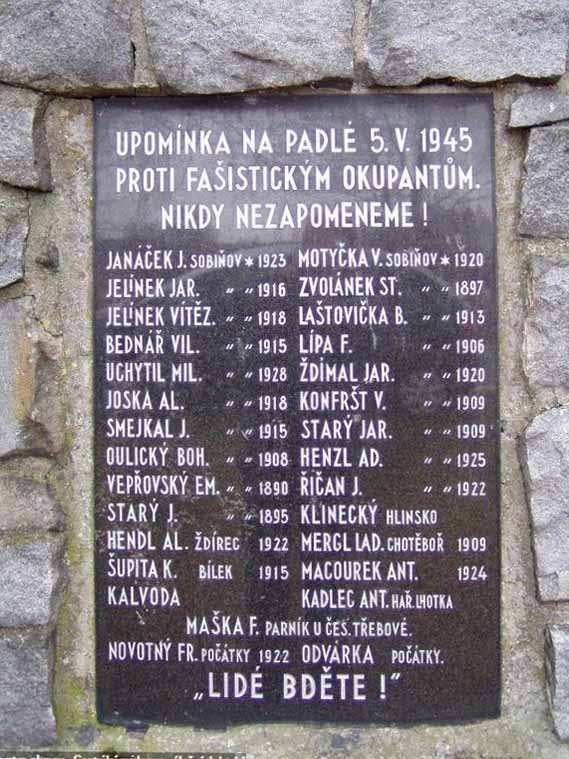 UPOMÍNKA NA PADLÉ 5. V. 1945
PROTI FAŠISTICKÝM OKUPANTŮM.
NIKDY NEZAPOMENEME !
JANÁČEK J. SOBIŇOV * 1923 MOTYČKA V. SOBIŇOV * 1920
JELÍNEK JAR. " " 1916 ZVOLÁNEK ST. " " 1897
JELÍNEK VÍTĚZ. " " 1918 LAŠTOVIČKA B. " " 1913
BEDNÁŘ VIL. " " 1915 LÍPA F. " " 1906
UCHYTIL MIL. " " 1928 ŽDÍMAL JAR. " " 1920
JOSKA AL. " " 1918 KONFRŠT V. " " 1909
SMEJKAL J. " " 1915 STARÝ JAR. " " 1909
OULICKÝ BOH. " " 1908 HENZL AD. " " 1925
VEPŘOVSKÝ EM. " " 1890 ŘÍČAN J. " " 1922
STARÝ J. " " 1895 KLINECKÝ HLINSKO
HENDL AL. ŽDÍREC 1922 MERGL LAD. CHOTĚBOŘ 1909
ŠUPITA K. BÍLEK 1915 MACOUREK ANT. 1924
KALVODA KADLEC ANT. HAŘ. LHOTKA
MAŠKA F. PARNÍK U ČES. TŘEBOVÉ.
NOVOTNÝ FR. POČÁTKY 1922 ODVÁRKA POČÁTKY.
„LIDÉ BDĚTE !"